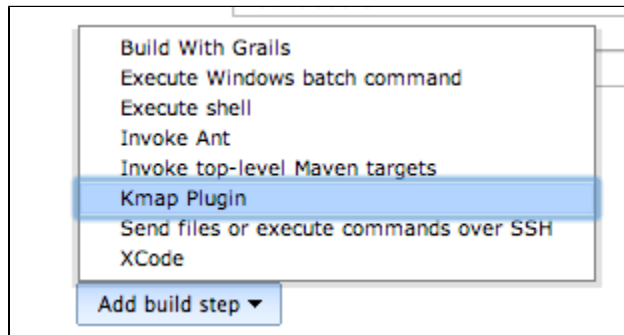 Build With Grails
Execute Windows batch command
Execute shell
Invoke Ant
Invoke top-level Maven targets
Kmap Plugin
Send files or execute commands over SSH
XCode
Add build step ▼